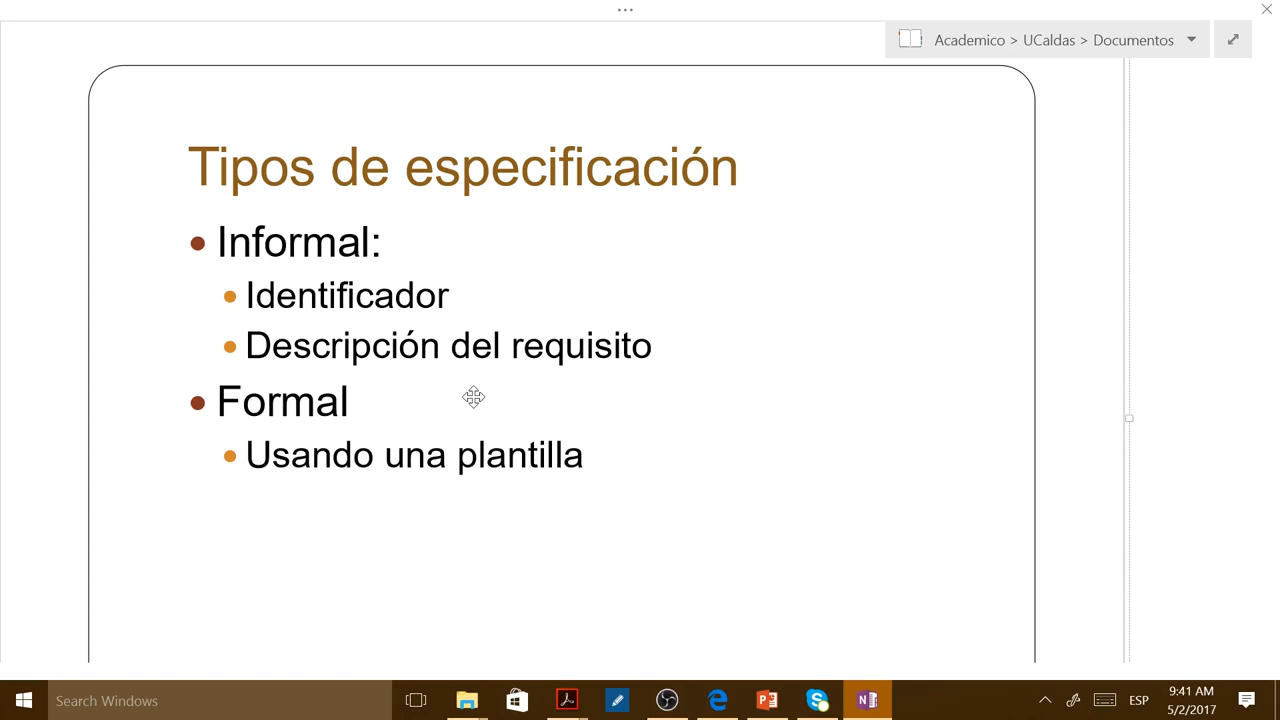 Academico > UCaldas > Documentos
Tipos de especificación
Informal:
Identificador
Descripción del requisito
Formal
Usando una plantilla
Search Windows
ESP
9:41 AM
5/2/2017